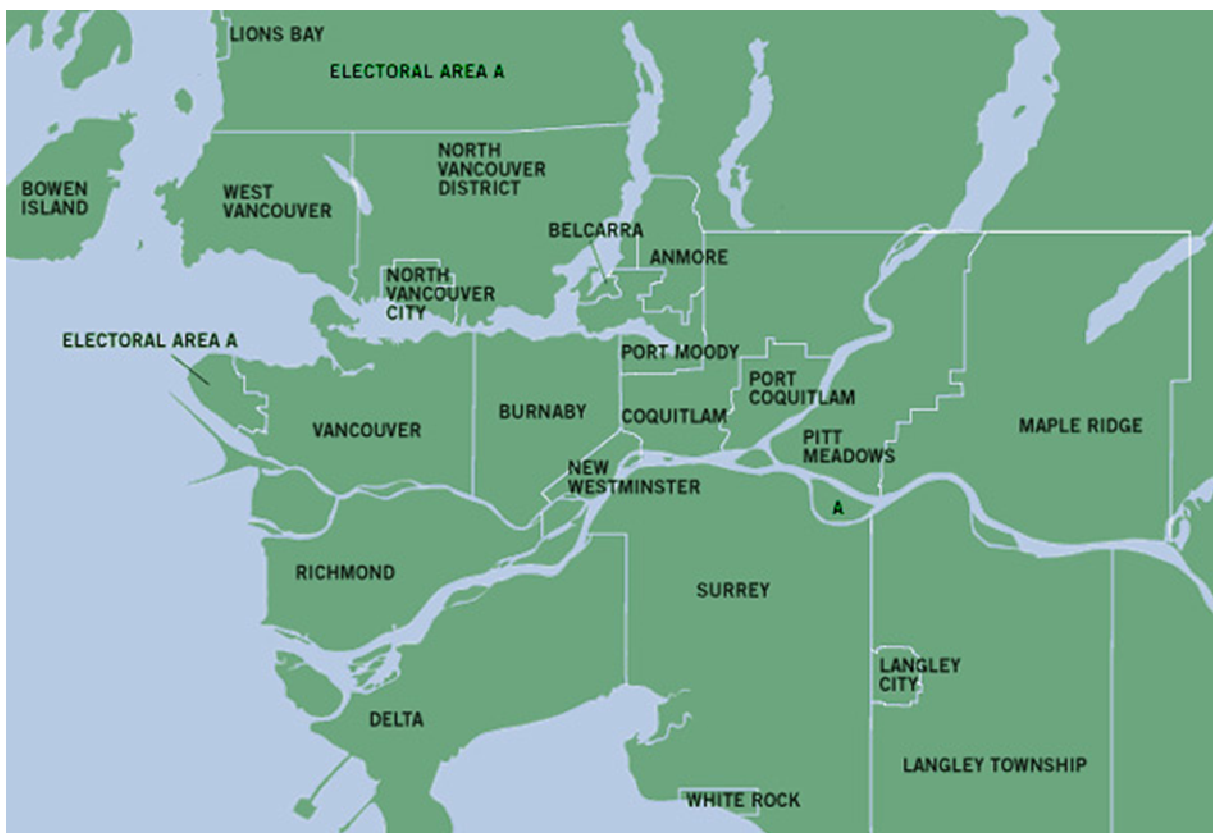 LIONS BAY
ELECTORAL AREA A
NORTH
VANCOUVER
DISTRICT
BOWEN
ISLAND
WEST
VANCOUVER
BELCARRA
ANMORE
NORTH
VANCOUVER
CITY
ELECTORAL AREA A
PORT MOODY
PORT
COQUITLAM
BURNABY
COQUITLAM
VANCOUVER
MAPLE RIDGE
PITT
MEADOWS
NEW
WESTMINSTER
A
RICHMOND
SURREY
LANGLEY
CITY
DELTA
LANGLEY TOWNSHIP
WHITE ROCK